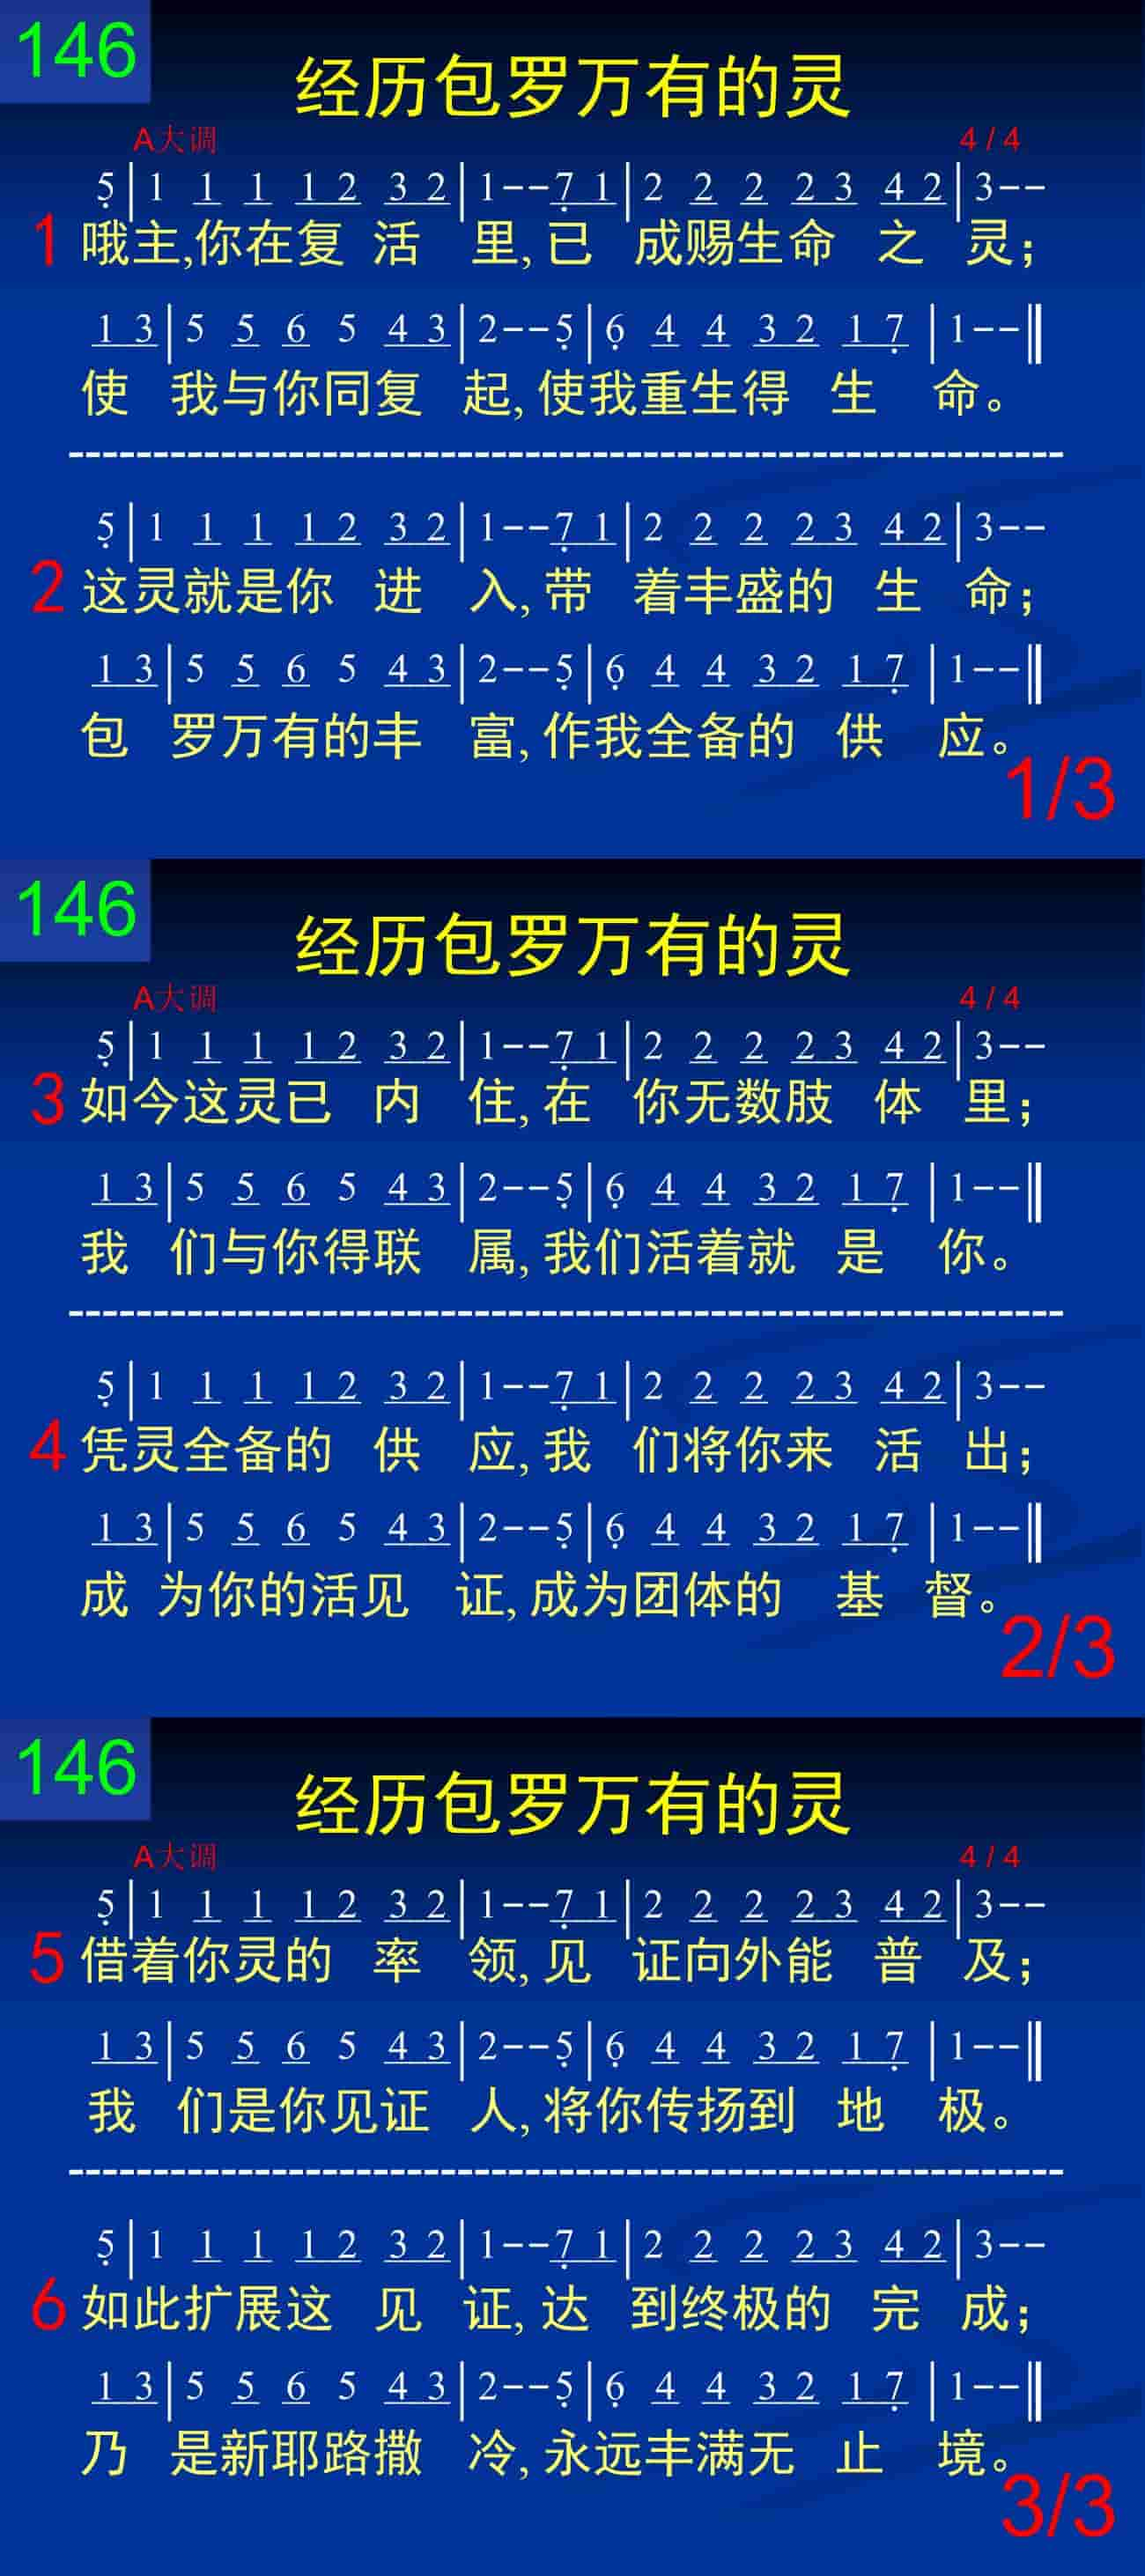 146
经历包罗万有的灵
A大调 4/4
5̣|1 1 1 1 2 3 2|1--7̣ 1|2 2 2 2 3 4 2|3--
1 哦主,你在复 活 里,已 成赐生命 之 灵；
1 3|5 5 6 5 4 3|2--5̣|6̣ 4 4 3 2 1 7̣|1--‖
使 我与你同复 起,使我重生得 生 命。
------------------------------------------------------------
5̣|1 1 1 1 2 3 2|1--7̣ 1|2 2 2 2 3 4 2|3--
2 这灵就是你 进 入,带 着丰盛的 生 命；
1 3|5 5 6 5 4 3|2--5̣|6̣ 4 4 3 2 1 7̣|1--‖
包 罗万有的丰 富,作我全备的 供 应。
1/3
146
经历包罗万有的灵
A大调 4/4
5̣|1 1 1 1 2 3 2|1--7̣ 1|2 2 2 2 3 4 2|3--
3 如今这灵已 内 住,在 你无数肢 体 里；
1 3|5 5 6 5 4 3|2--5̣|6̣ 4 4 3 2 1 7̣|1--‖
我 们与你得联 属,我们活着就 是 你。
------------------------------------------------------------
5̣|1 1 1 1 2 3 2|1--7̣ 1|2 2 2 2 3 4 2|3--
4 凭灵全备的 供 应,我 们将你来 活 出；
1 3|5 5 6 5 4 3|2--5̣|6̣ 4 4 3 2 1 7̣|1--‖
成 为你的活见 证,成为团体的 基 督。
2/3
146
经历包罗万有的灵
A大调 4/4
5̣|1 1 1 1 2 3 2|1--7̣ 1|2 2 2 2 3 4 2|3--
5 借着你灵的 率 领,见 证向外能 普 及；
1 3|5 5 6 5 4 3|2--5̣|6̣ 4 4 3 2 1 7̣|1--‖
我 们是你见证 人,将你传扬到 地 极。
------------------------------------------------------------
5̣|1 1 1 1 2 3 2|1--7̣ 1|2 2 2 2 3 4 2|3--
6 如此扩展这 见 证,达 到终极的 完 成；
1 3|5 5 6 5 4 3|2--5̣|6̣ 4 4 3 2 1 7̣|1--‖
乃 是新耶路撒 冷,永远丰满无 止 境。
3/3